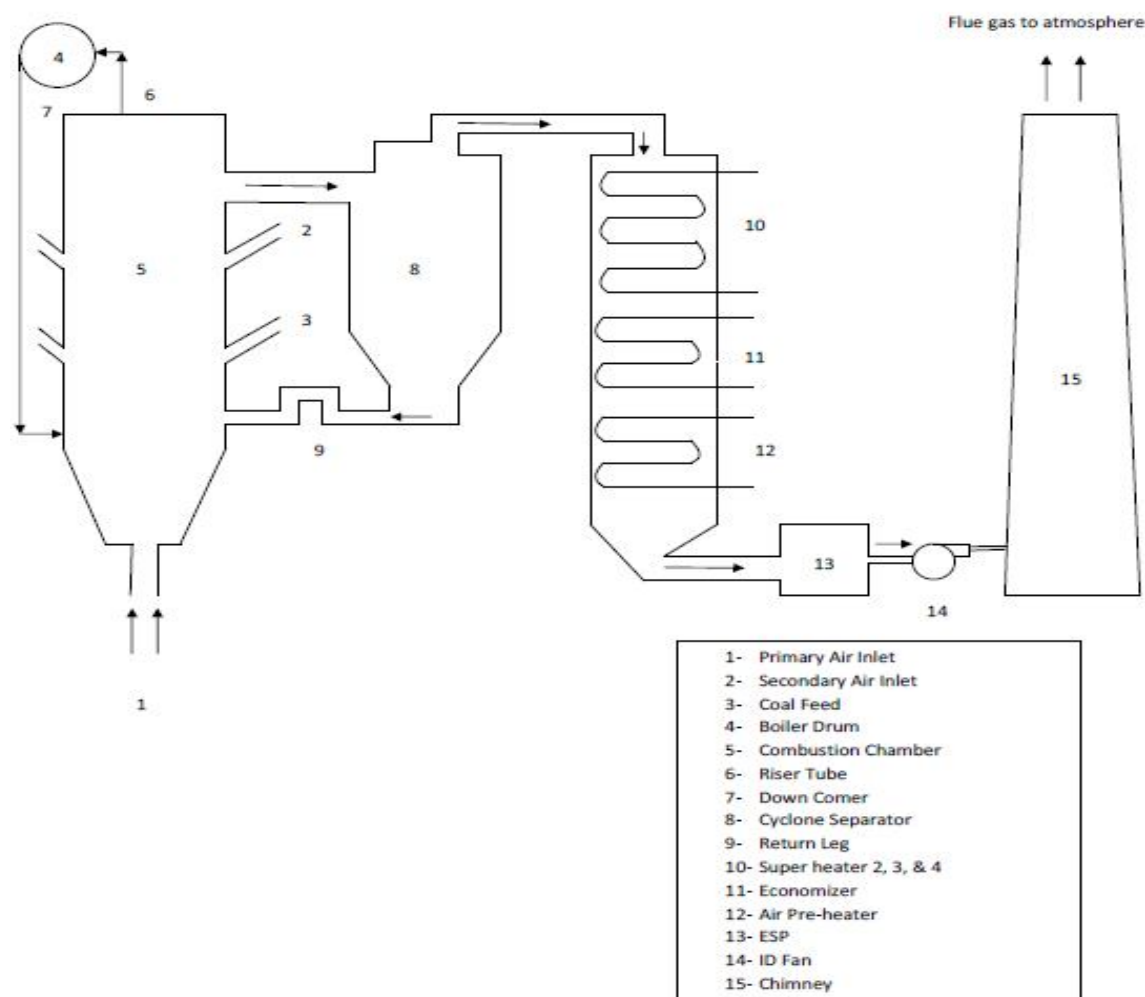 Flue gas to atmosphere
4
6
7
2
10
5
8
3
11
15
9
12
13
14
1
1- Primary Air Inlet
2- Secondary Air Inlet
3- Coal Feed
4- Boiler Drum
5- Combustion Chamber
6- Riser Tube
7- Down Comer
8- Cyclone Separator
9- Return Leg
10- Super heater 2, 3, & 4
11- Economizer
12- Air Pre-heater
13- ESP
14- ID Fan
15- Chimney